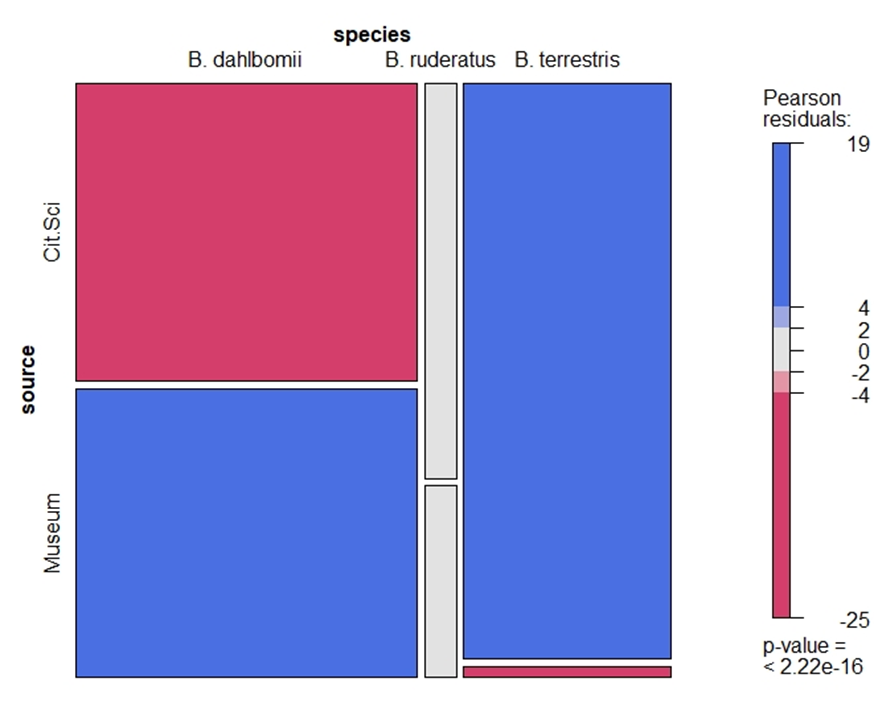 species
B. dahlbomii B. ruderatus B. terrestris
source
Cit.Sci
Museum
Pearson
residuals:
19
4
2
0
-2
-4
-25
p-value =
< 2.22e-16